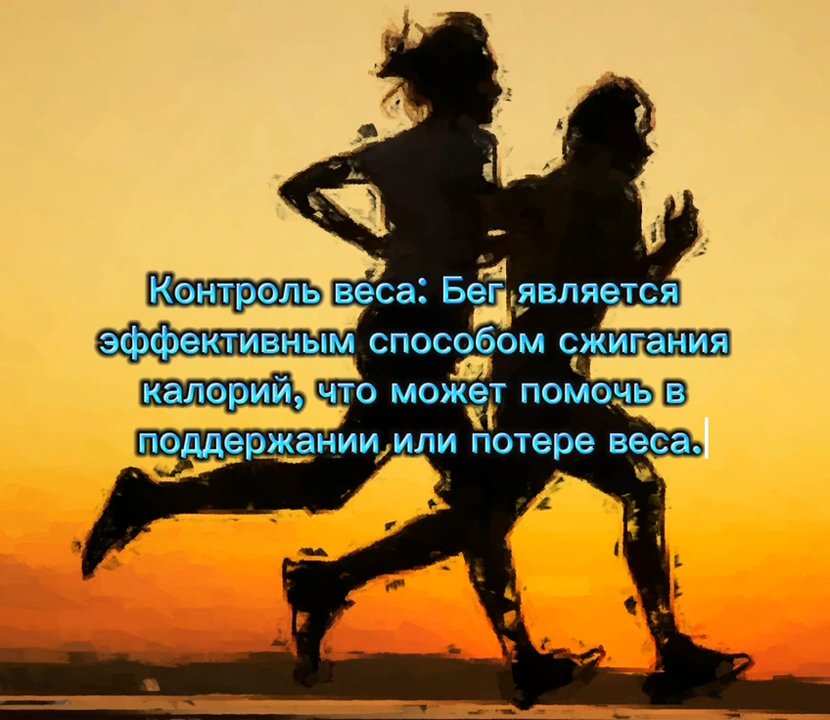 Контроль веса: Бег является
эффективным способом сжигания
калорий, что может помочь в
поддержании или потере веса.